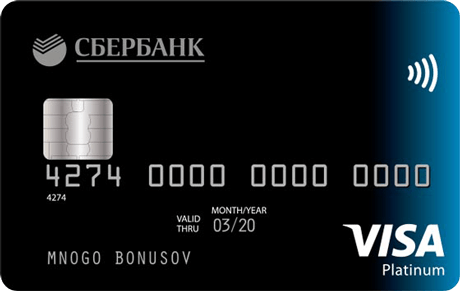 СБЕРБАНК
4274 0000 0000 0000
4274
MONTH/YEAR
VALID THRU 03/20
MNOGO BONUSOV
VISA
Platinum